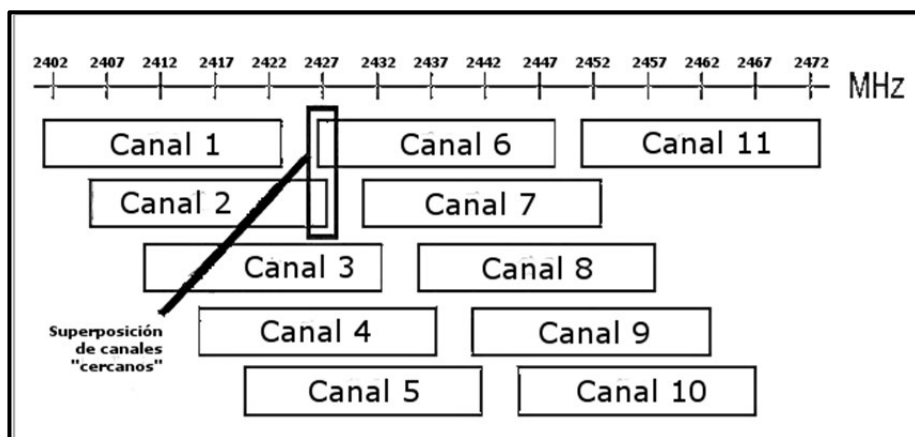 2402 2407 2412 2417 2422 2427 2432 2437 2442 2447 2452 2457 2462 2467 2472
MHz
Canal 1 Canal 6 Canal 11
Canal 2 Canal 7
Canal 3 Canal 8
Canal 4 Canal 9
Canal 5 Canal 10
Superposición
de canales
"cercanos"